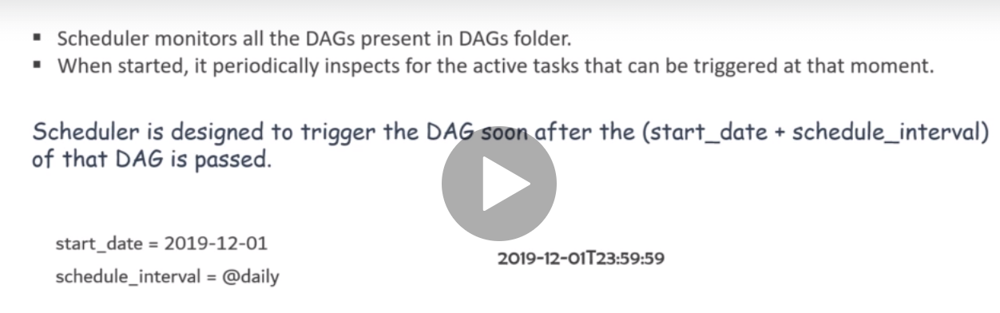 ▪ Scheduler monitors all the DAGs present in DAGs folder.
▪ When started, it periodically inspects for the active tasks that can be triggered at that moment.
Scheduler is designed to trigger the DAG soon after the (start_date + schedule_interval)
of that DAG is passed.
start_date = 2019-12-01
2019-12-01T23:59:59
schedule_interval = @daily